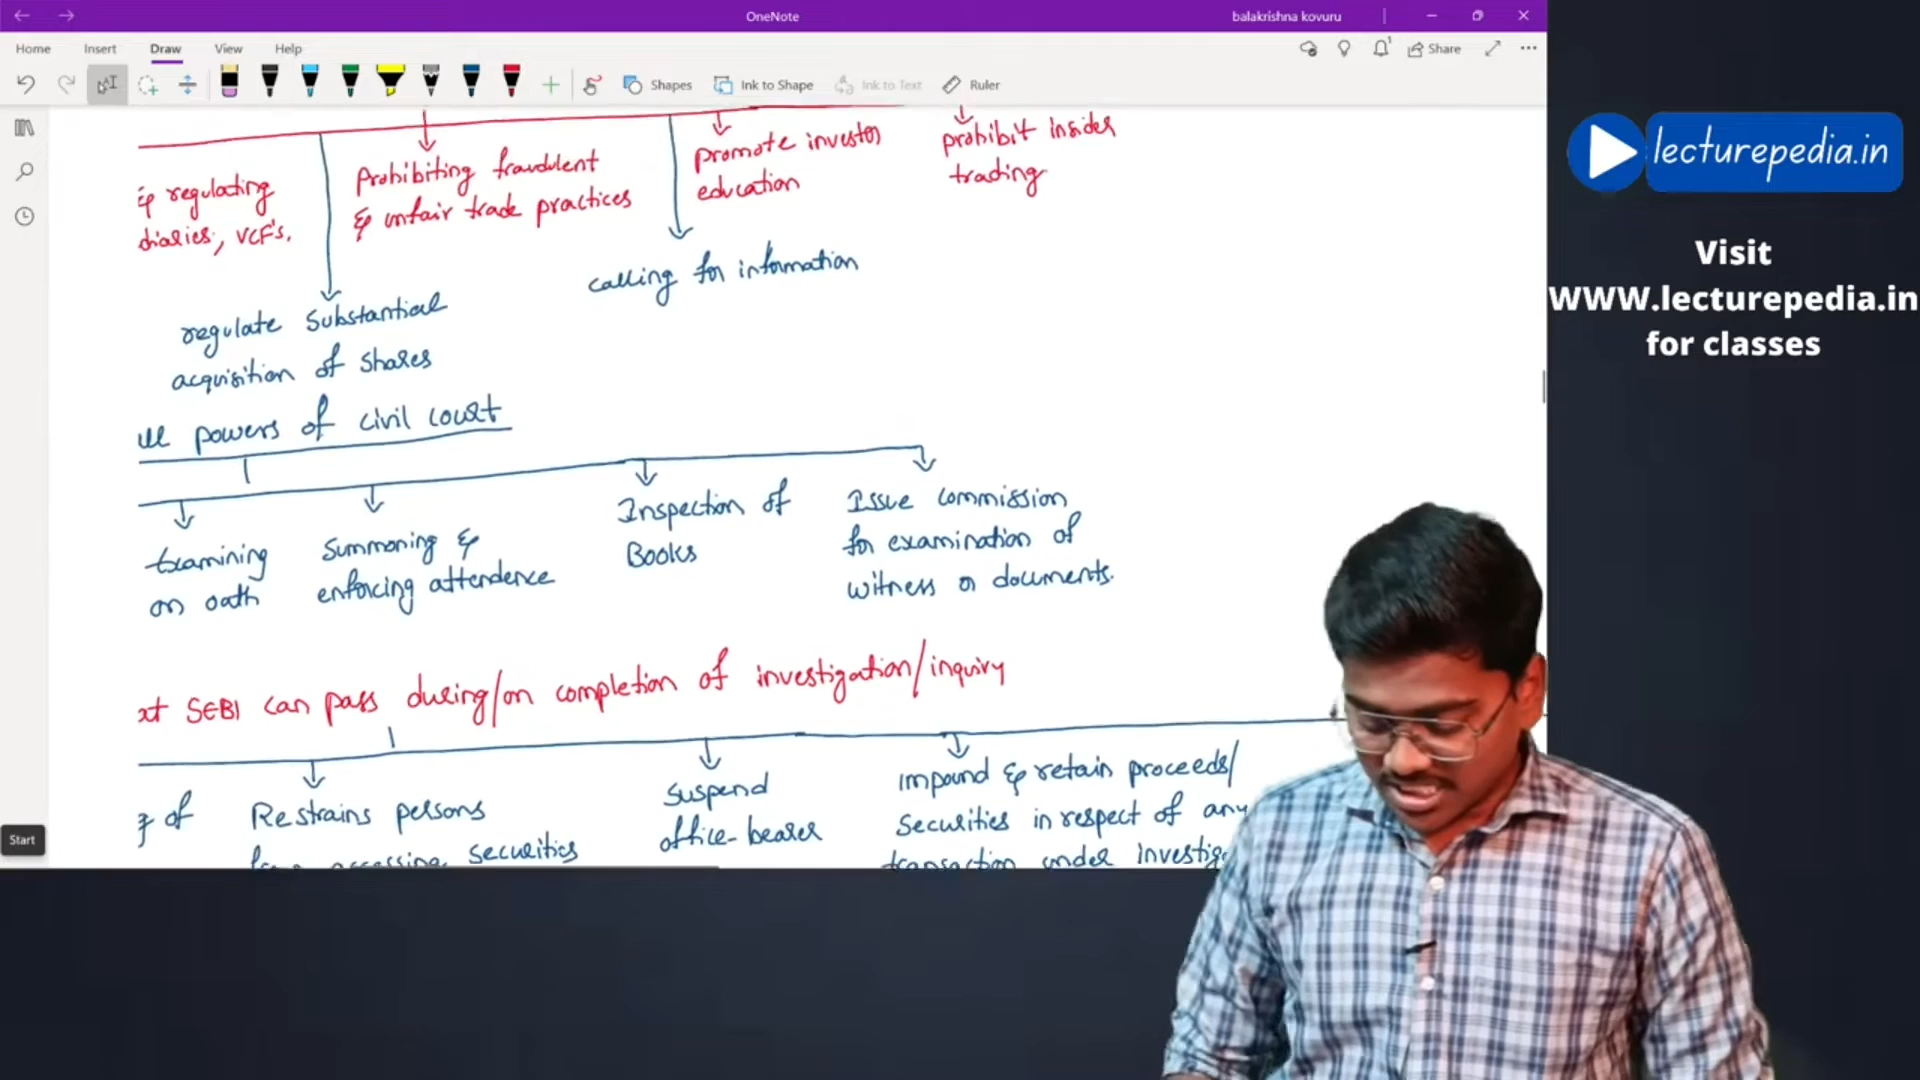 OneNote
balakrishna kovuru
Home Insert Draw View Help
Share
Shapes
Ink to Shape
Ink to Text
Ruler
& regulating
diaries, VCF's.
Prohibiting fraudulent
& unfair trade practices
promote investor
education
prohibit insider
trading
calling for information
regulate substantial
acquisition of shares
powers of civil court
Examining
on oath
Summoning &
enforcing attendence
Inspection of
Books
Issue commission
for examination of
witness or documents.
SEBI can pass during/on completion of investigation/inquiry
of
Restrains persons
accessing securities
Suspend
office-bearer
Impound & retain proceeds/
securities in respect of any
transaction under
Start
lecturepedia.in
Visit
WWW.lecturepedia.in
for classes